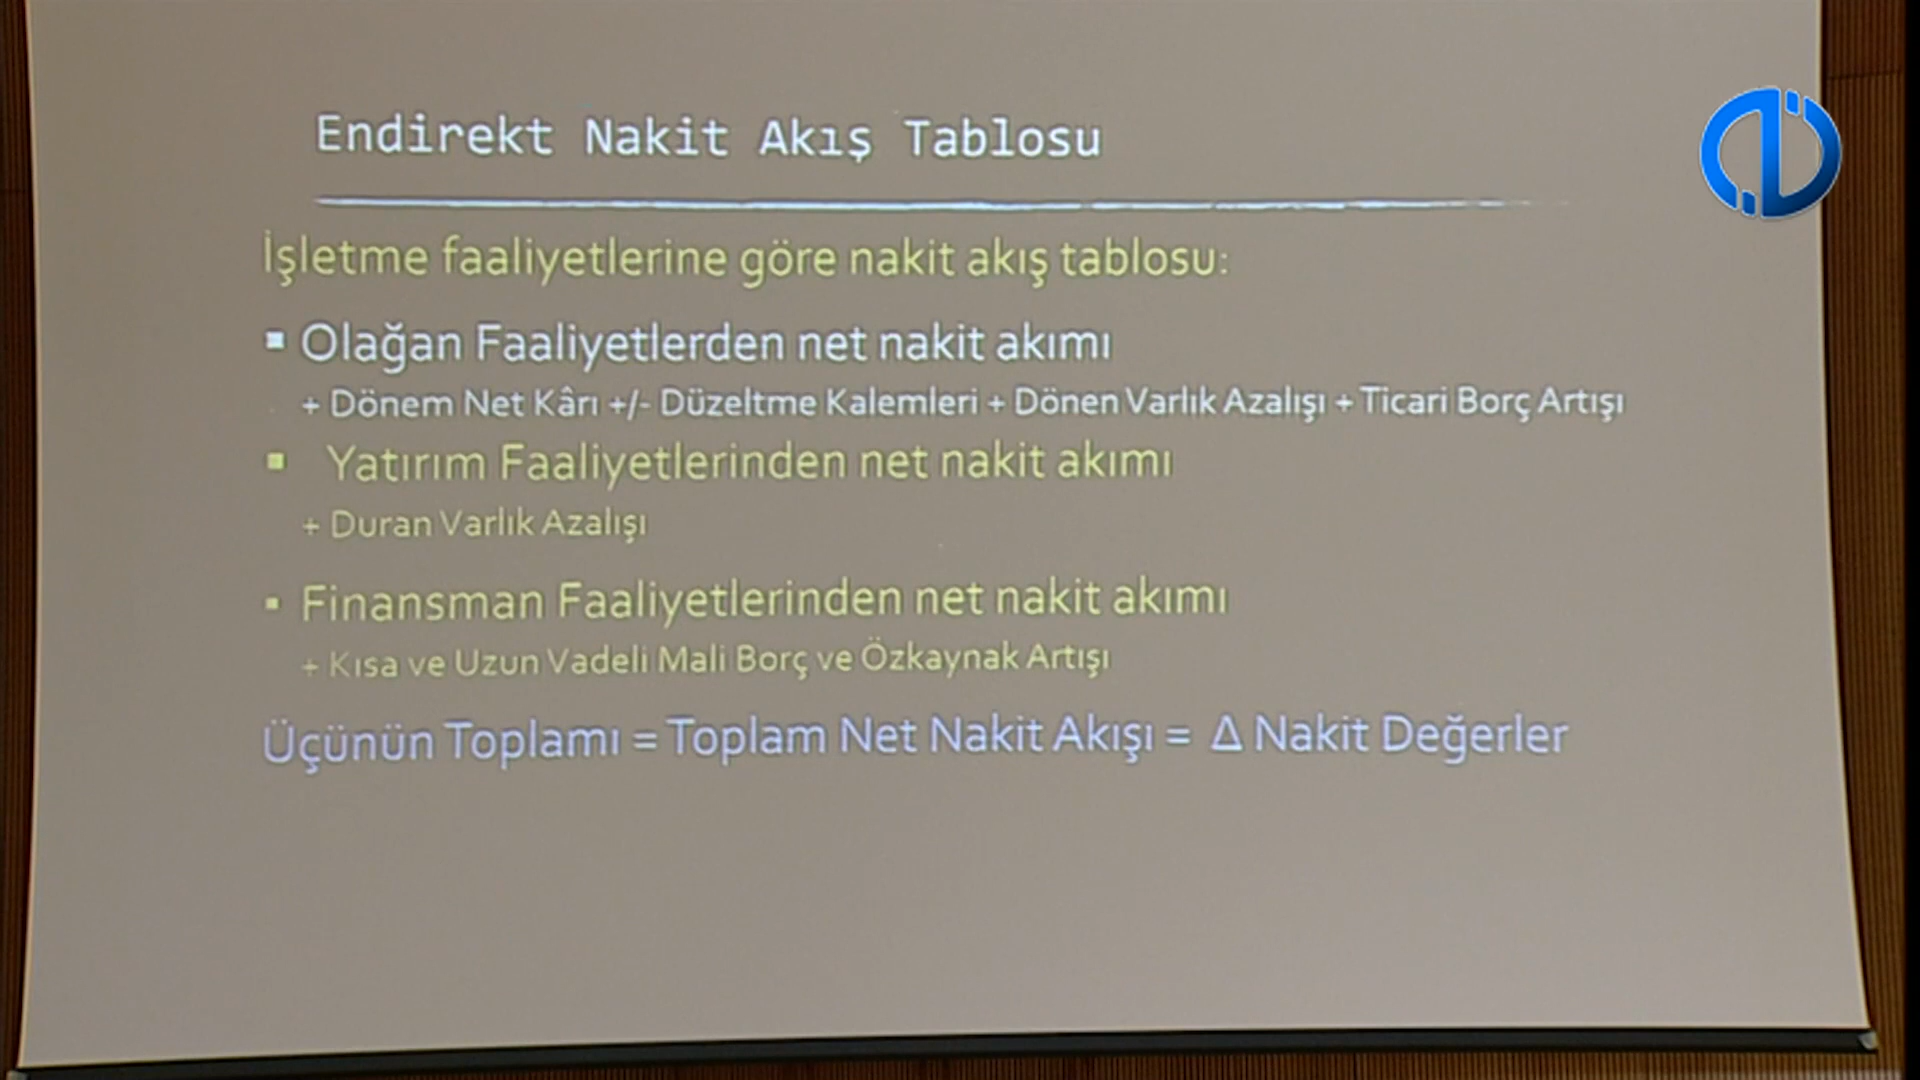 Endirekt Nakit Akış Tablosu
İşletme faaliyetlerine göre nakit akış tablosu:
▪ Olağan Faaliyetlerden net nakit akımı
+ Dönem Net Kârı +/- Düzeltme Kalemleri + Dönen Varlık Azalışı + Ticari Borç Artışı
▪ Yatırım Faaliyetlerinden net nakit akımı
+ Duran Varlık Azalışı
▪ Finansman Faaliyetlerinden net nakit akımı
+ Kısa ve Uzun Vadeli Mali Borç ve Özkaynak Artışı
Üçünün Toplamı = Toplam Net Nakit Akışı = Δ Nakit Değerler